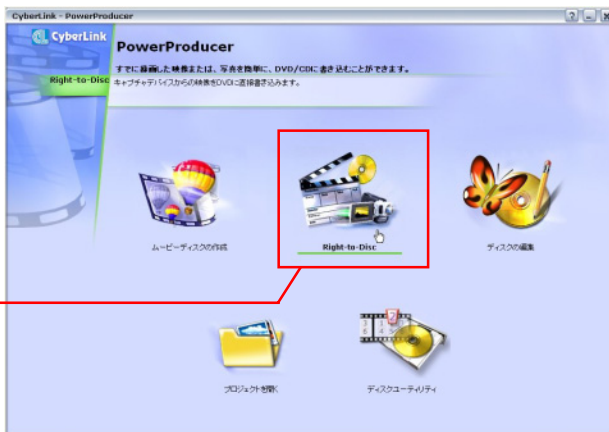 CyberLink - PowerProducer
CyberLink
PowerProducer
すでに録画した映像または、写真を簡単に、DVD/CDに書き込むことができます。
Right-to-Disc
キャプチャデバイスからの映像をDVDに直接書き込みます。
ムービーディスクの作成
Right-to-Disc
ディスクの編集
プロジェクトを開く
ディスクユーティリティ